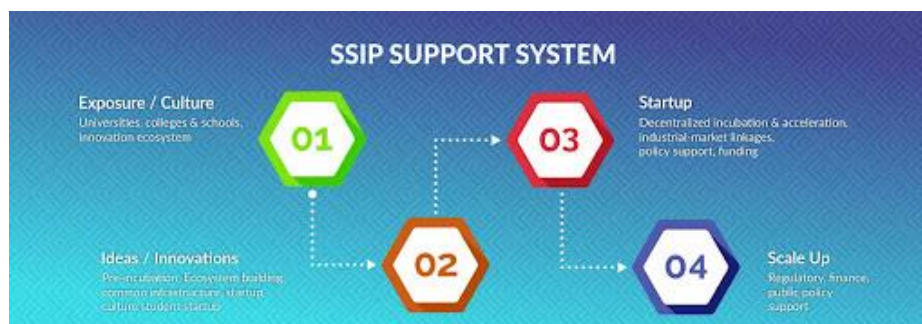 SSIP SUPPORT SYSTEM
Exposure / Culture
Universities, colleges & schools,
innovation ecosystem
01
Ideas / Innovations
Pre-incubation, Ecosystem building,
common infrastructure, startup
culture, student startup
02
03
Startup
Decentralized incubation & acceleration,
industrial-market linkages,
policy support, funding
04
Scale Up
Regulatory, finance,
public policy
support